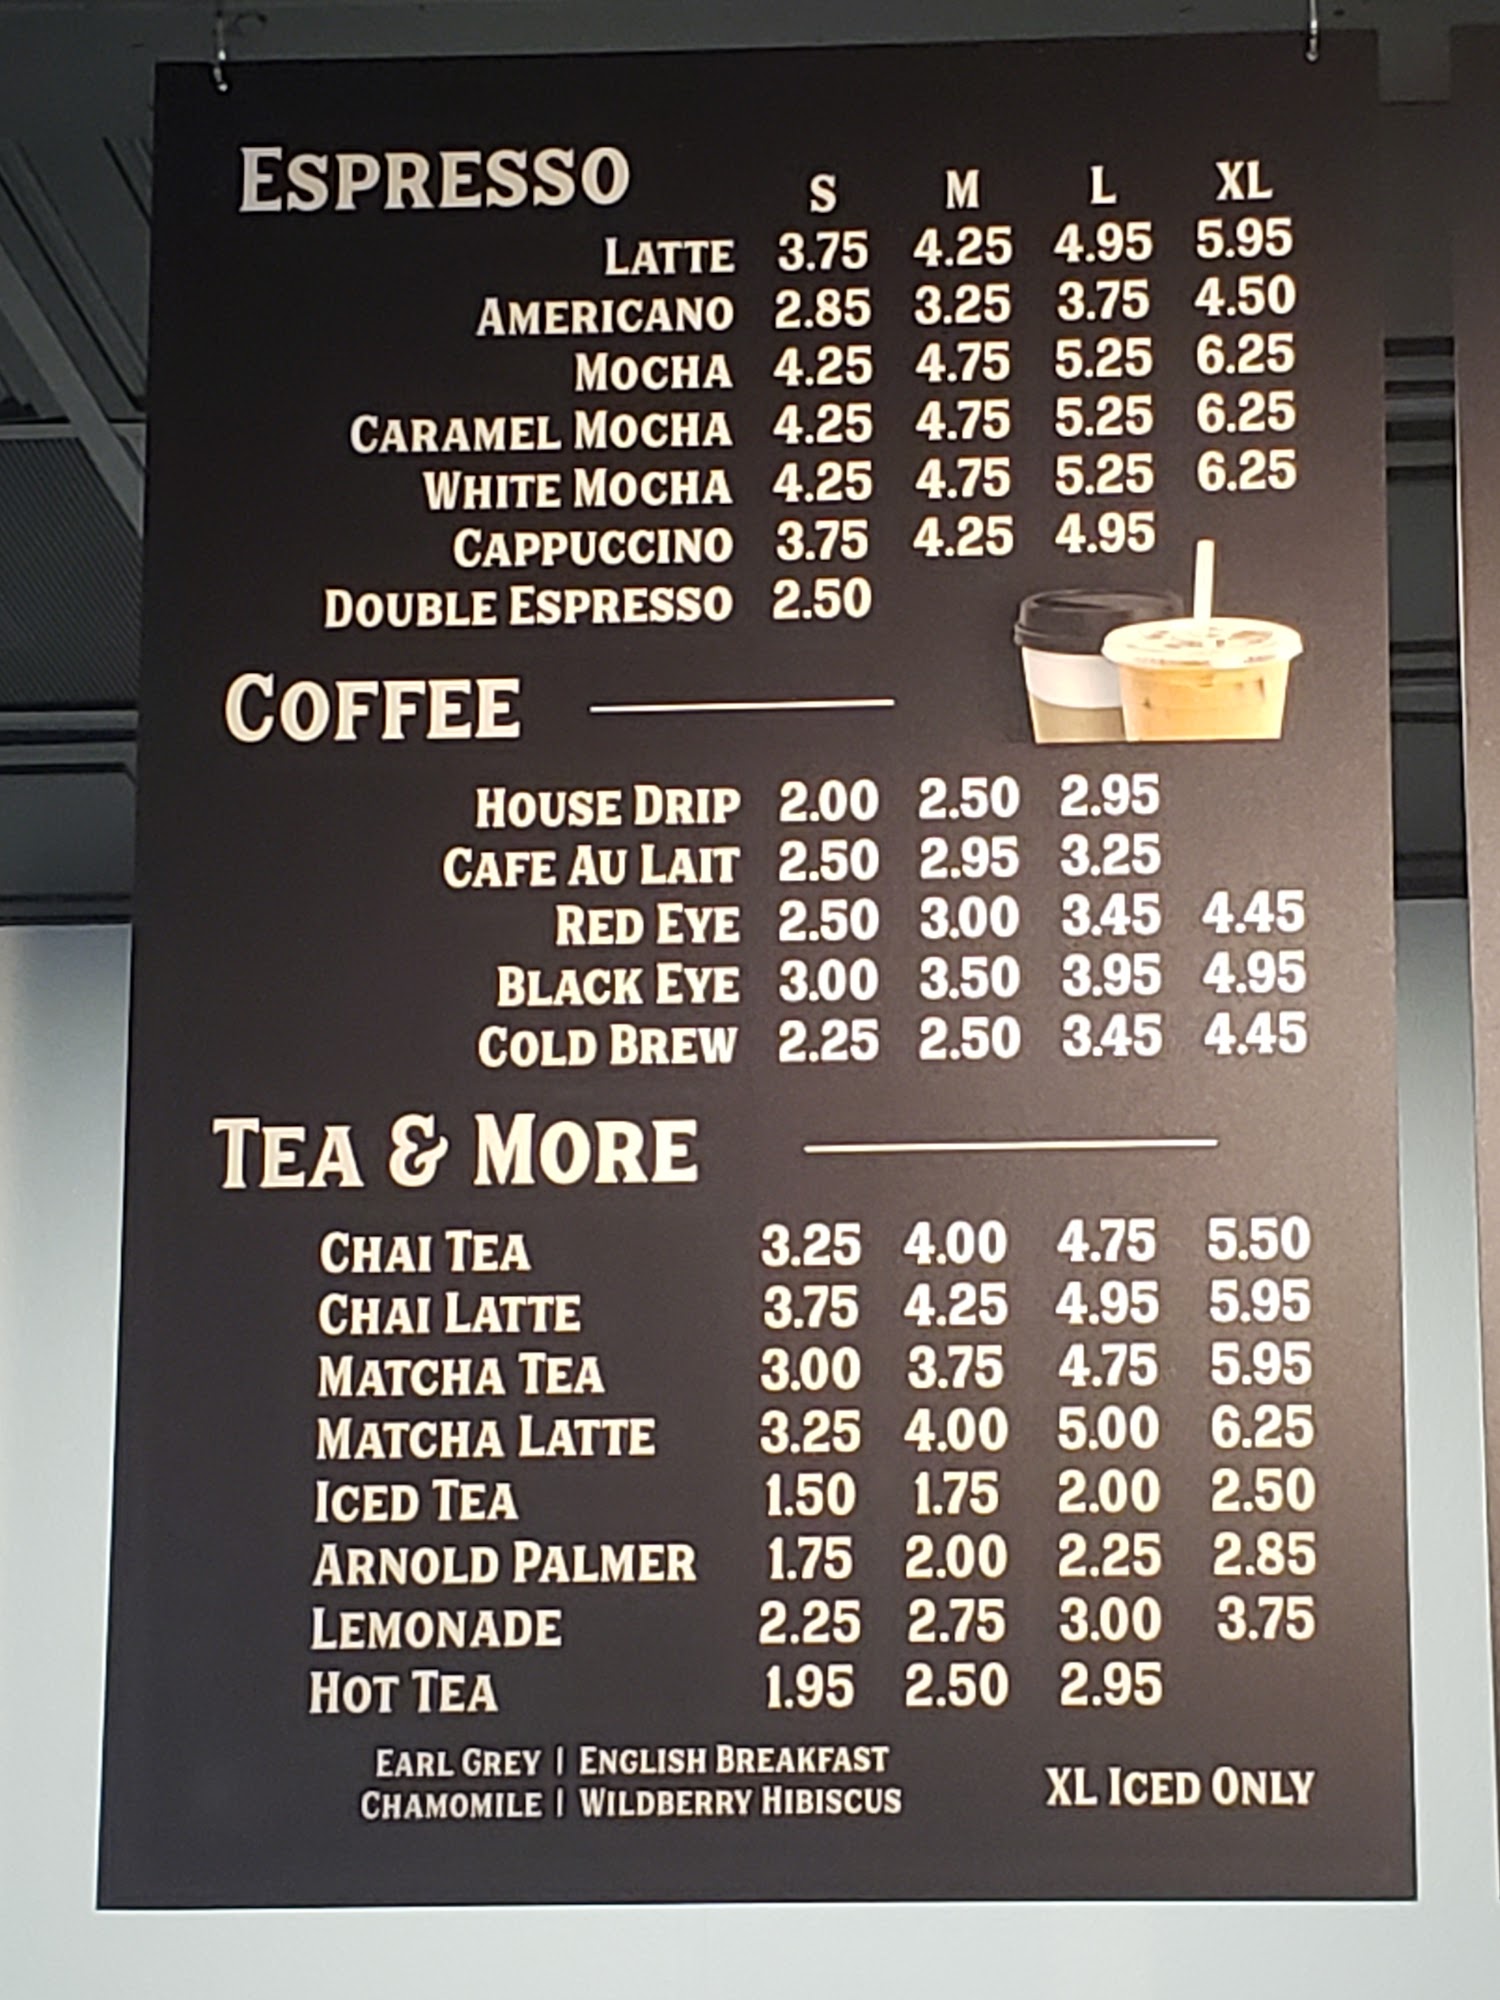 Espresso S M L XL
Latte 3.75 4.25 4.95 5.95
Americano 2.85 3.25 3.75 4.50
Mocha 4.25 4.75 5.25 6.25
Caramel Mocha 4.25 4.75 5.25 6.25
White Mocha 4.25 4.75 5.25 6.25
Cappuccino 3.75 4.25 4.95
Double Espresso 2.50
Coffee
House Drip 2.00 2.50 2.95
Cafe Au Lait 2.50 2.95 3.25
Red Eye 2.50 3.00 3.45 4.45
Black Eye 3.00 3.50 3.95 4.95
Cold Brew 2.25 2.50 3.45 4.45
Tea & More
Chai Tea 3.25 4.00 4.75 5.50
Chai Latte 3.75 4.25 4.95 5.95
Matcha Tea 3.00 3.75 4.75 5.95
Matcha Latte 3.25 4.00 5.00 6.25
Iced Tea 1.50 1.75 2.00 2.50
Arnold Palmer 1.75 2.00 2.25 2.85
Lemonade 2.25 2.75 3.00 3.75
Hot Tea 1.95 2.50 2.95
Earl Grey | English Breakfast
Chamomile | Wildberry Hibiscus
XL Iced Only